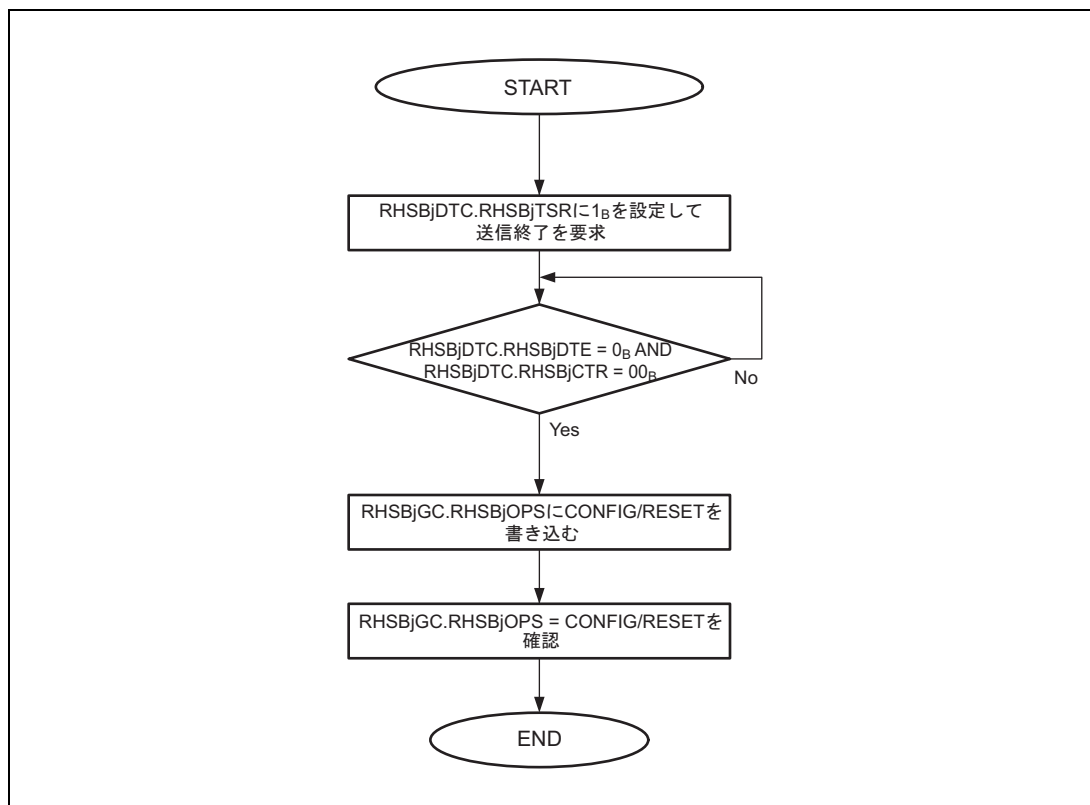 START
RHSBjDTC.RHSBjTSRに1Bを設定して
送信終了を要求
RHSBjDTC.RHSBjDTE = 0B AND
RHSBjDTC.RHSBjCTR = 00B
No
Yes
RHSBjGC.RHSBjOPSにCONFIG/RESETを
書き込む
RHSBjGC.RHSBjOPS = CONFIG/RESETを
確認
END